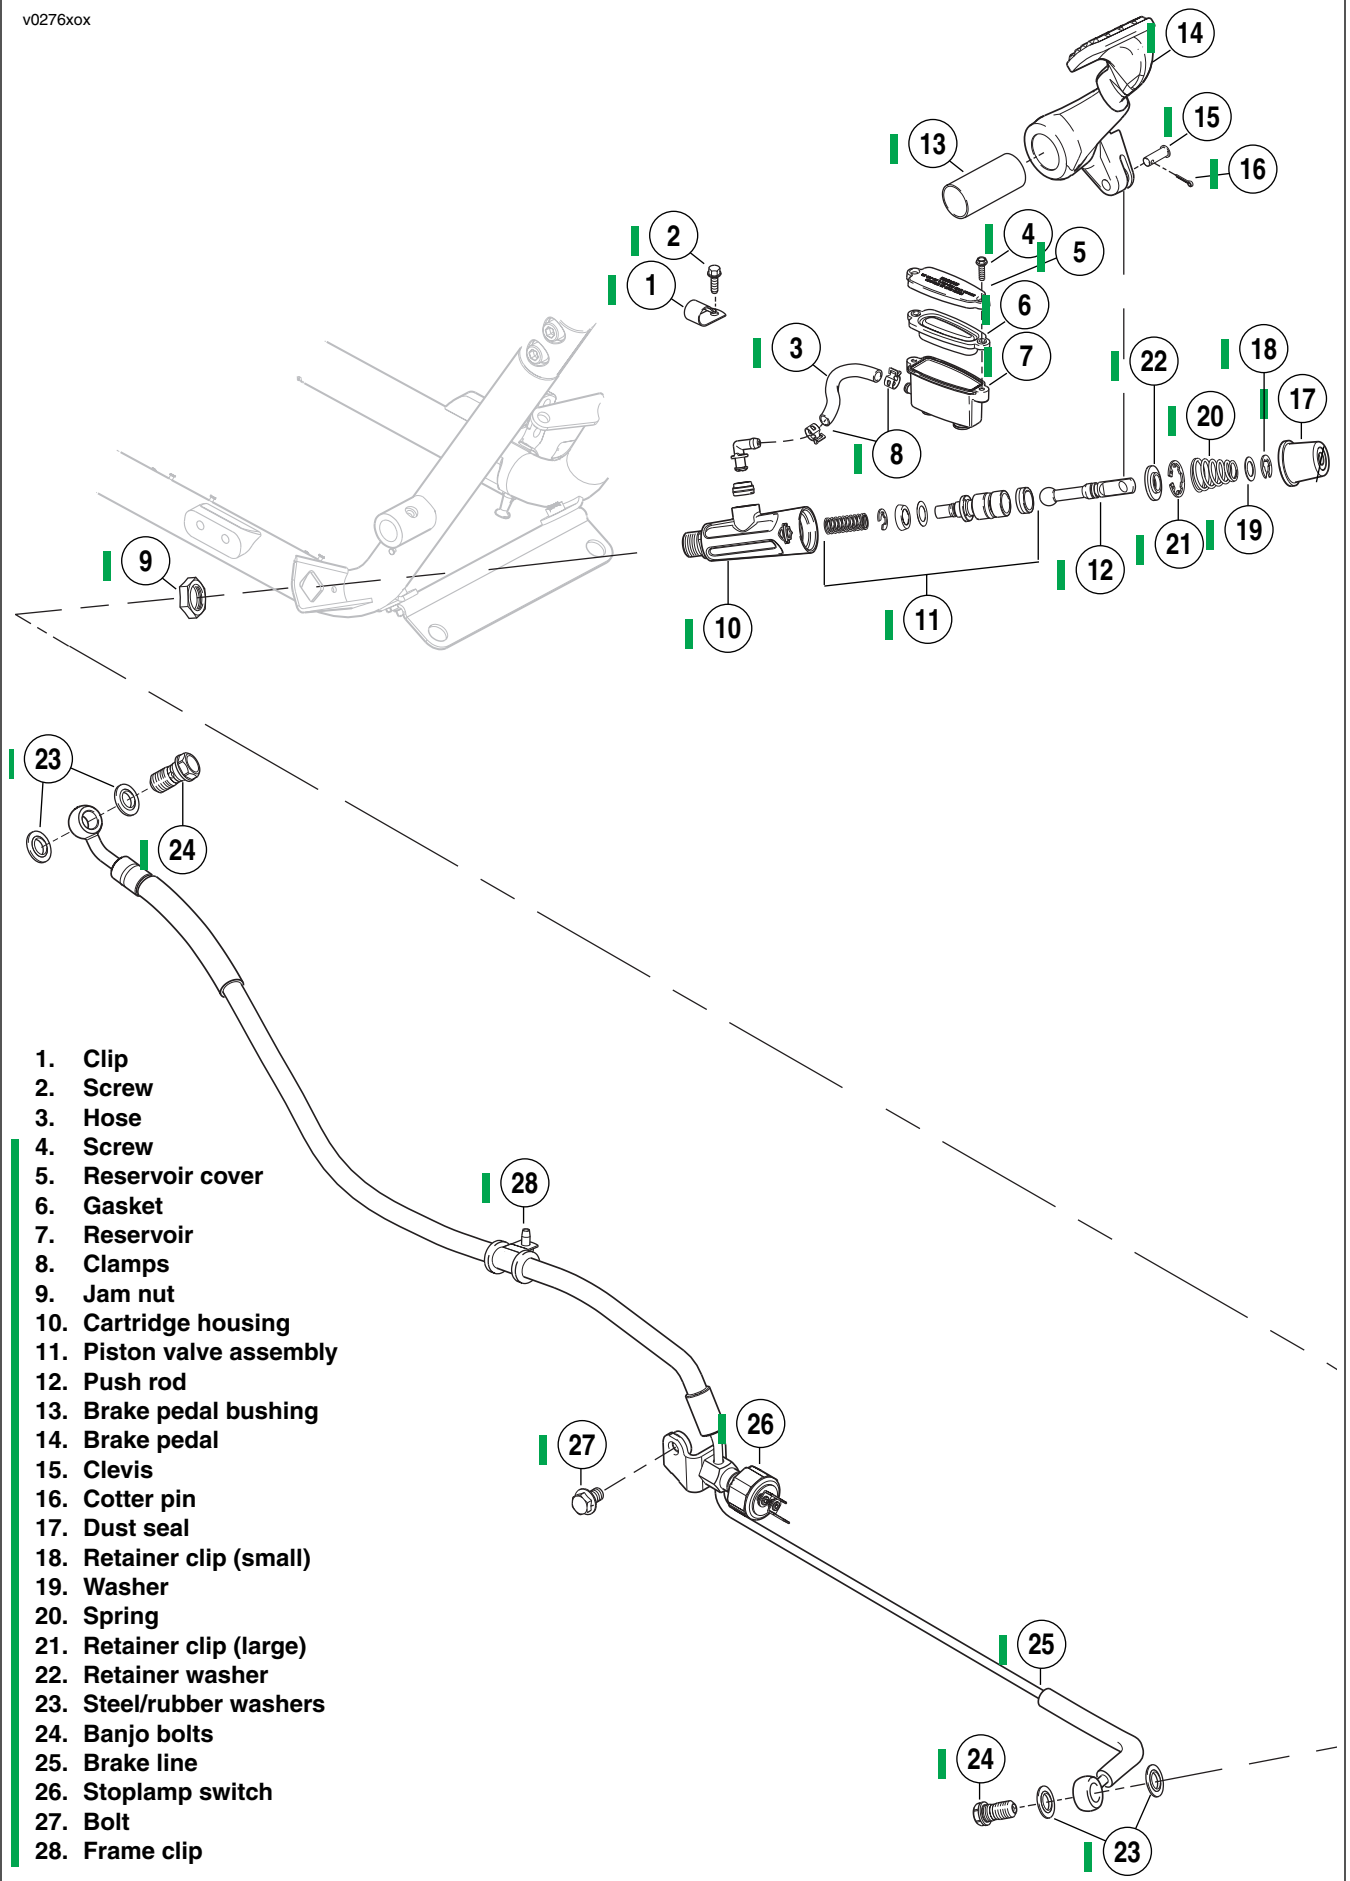 v0276xox
14
15
13
16
2
4
5
1
6
3
7
22
18
17
20
8
19
21
12
9
11
10
23
24
28
26
27
25
24
23
1. Clip
2. Screw
3. Hose
4. Screw
5. Reservoir cover
6. Gasket
7. Reservoir
8. Clamps
9. Jam nut
10. Cartridge housing
11. Piston valve assembly
12. Push rod
13. Brake pedal bushing
14. Brake pedal
15. Clevis
16. Cotter pin
17. Dust seal
18. Retainer clip (small)
19. Washer
20. Spring
21. Retainer clip (large)
22. Retainer washer
23. Steel/rubber washers
24. Banjo bolts
25. Brake line
26. Stoplamp switch
27. Bolt
28. Frame clip